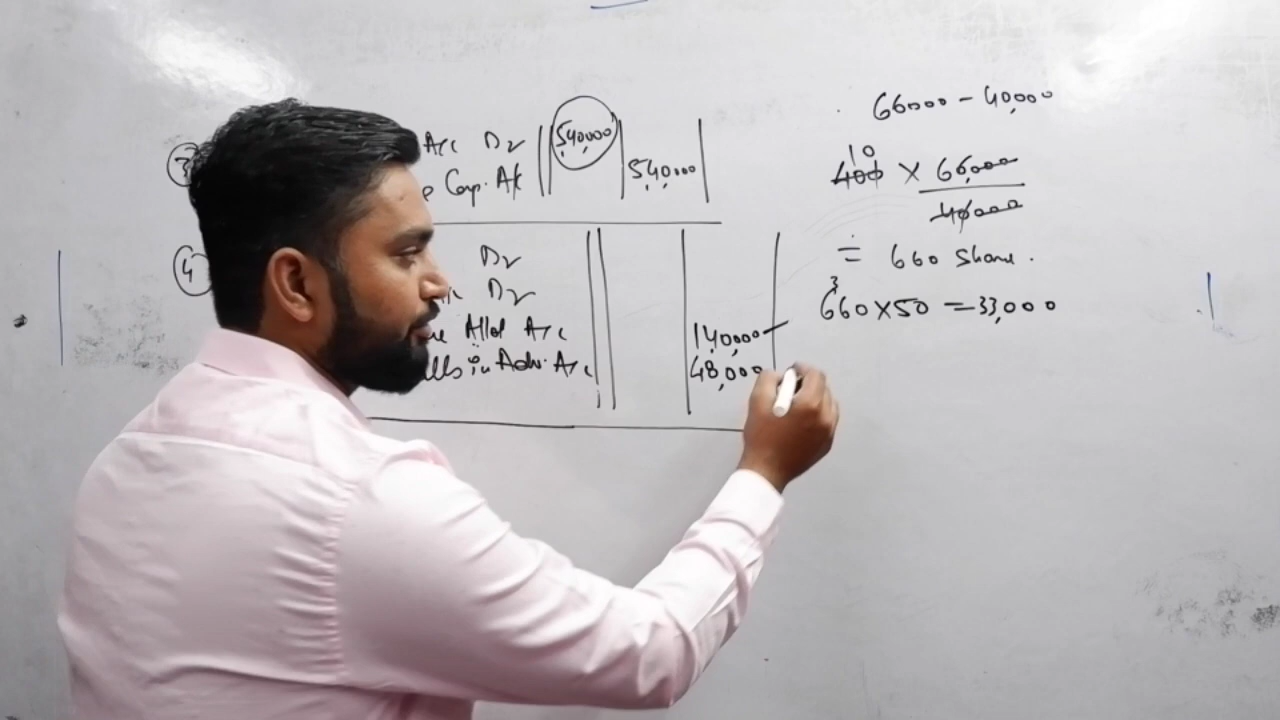 3 A/c Dr 540,000
Cap. A/c 540,000
4 Dr
Dr
Allot A/c 140,000
in Adv. A/c 48,000
66000 - 40,000
10
400 × 66,000
40000
= 660 Share.
3
660×50 = 33,000